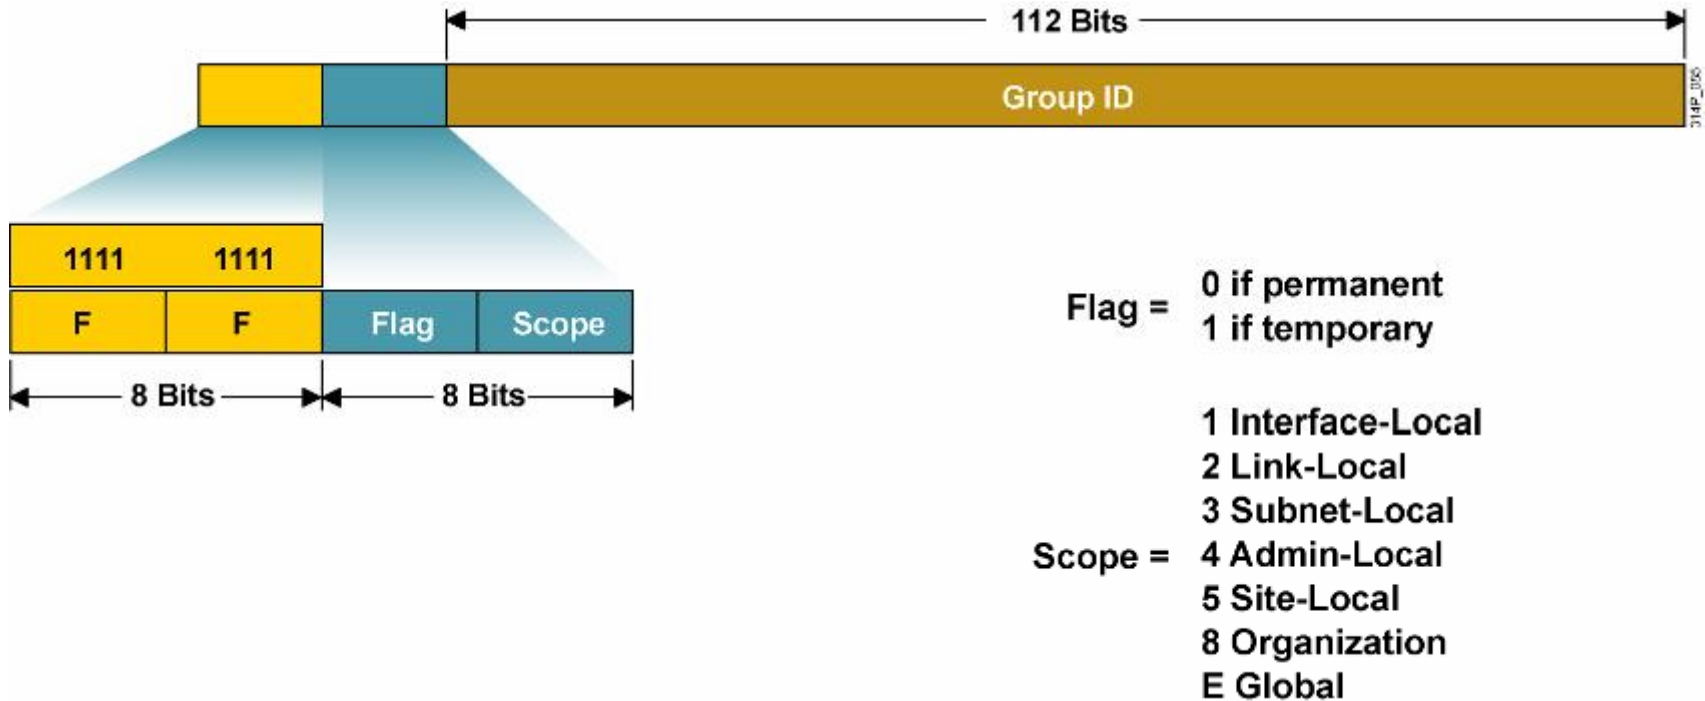 112 Bits
Group ID
314P_055
1111 1111
F F Flag Scope
8 Bits 8 Bits
Flag = 0 if permanent
1 if temporary
Scope = 1 Interface-Local
2 Link-Local
3 Subnet-Local
4 Admin-Local
5 Site-Local
8 Organization
E Global